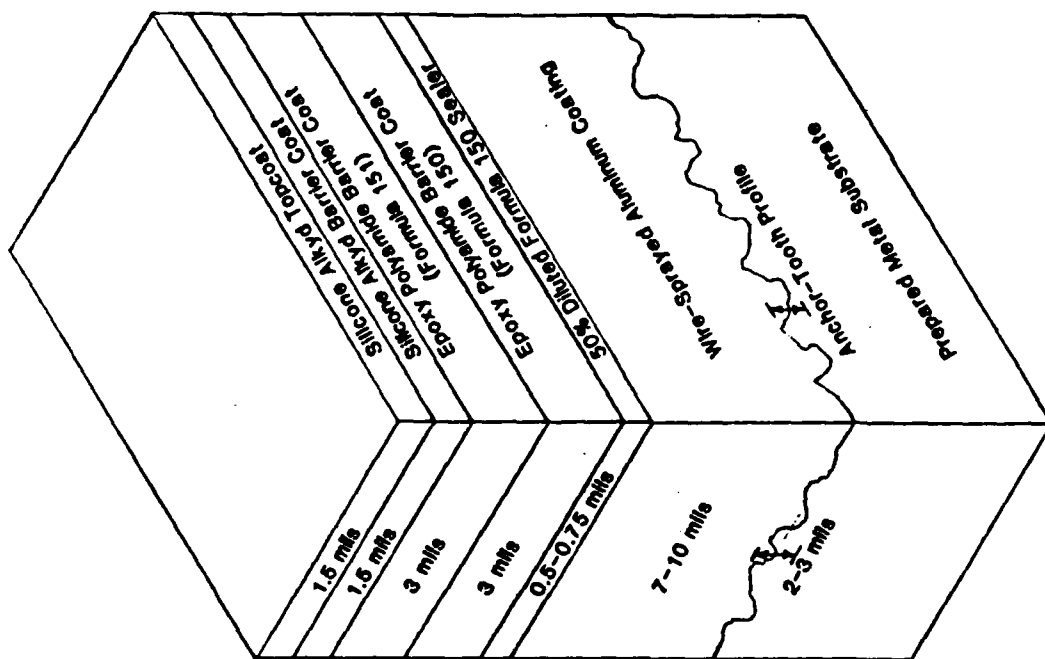 Silicone Alkyd Topcoat
Silicone Alkyd Barrier Coat
Epoxy Polyamide Barrier Coat
(Formula 151)
Epoxy Polyamide Barrier Coat
(Formula 150)
50% Diluted Formula 150 Sealer
Wire-Sprayed Aluminum Coating
Anchor-Tooth Profile
Prepared Metal Substrate
1.5 mils
1.5 mils
3 mils
3 mils
0.5-0.75 mils
7-10 mils
2-3 mils